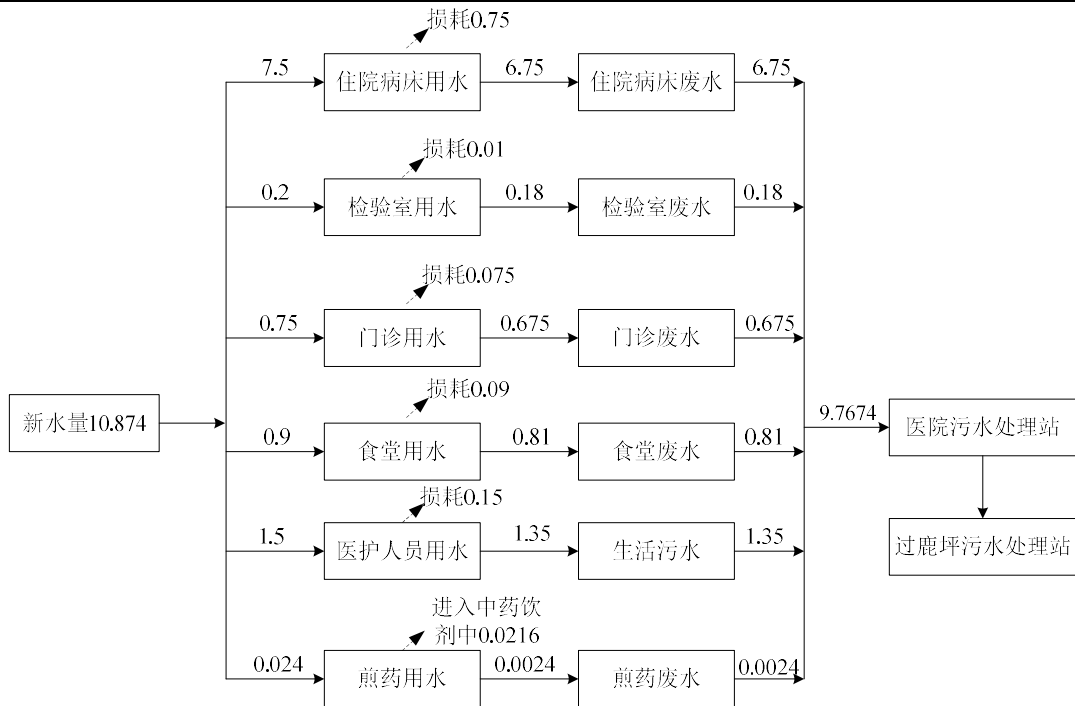 损耗0.75
7.5
住院病床用水
6.75
住院病床废水
6.75
损耗0.01
0.2
检验室用水
0.18
检验室废水
0.18
损耗0.075
0.75
门诊用水
0.675
门诊废水
0.675
新水量10.874
损耗0.09
0.9
食堂用水
0.81
食堂废水
0.81
9.7674
医院污水处理站
损耗0.15
1.5
医护人员用水
1.35
生活污水
1.35
过鹿坪污水处理站
进入中药饮
剂中0.0216
0.024
煎药用水
0.0024
煎药废水
0.0024